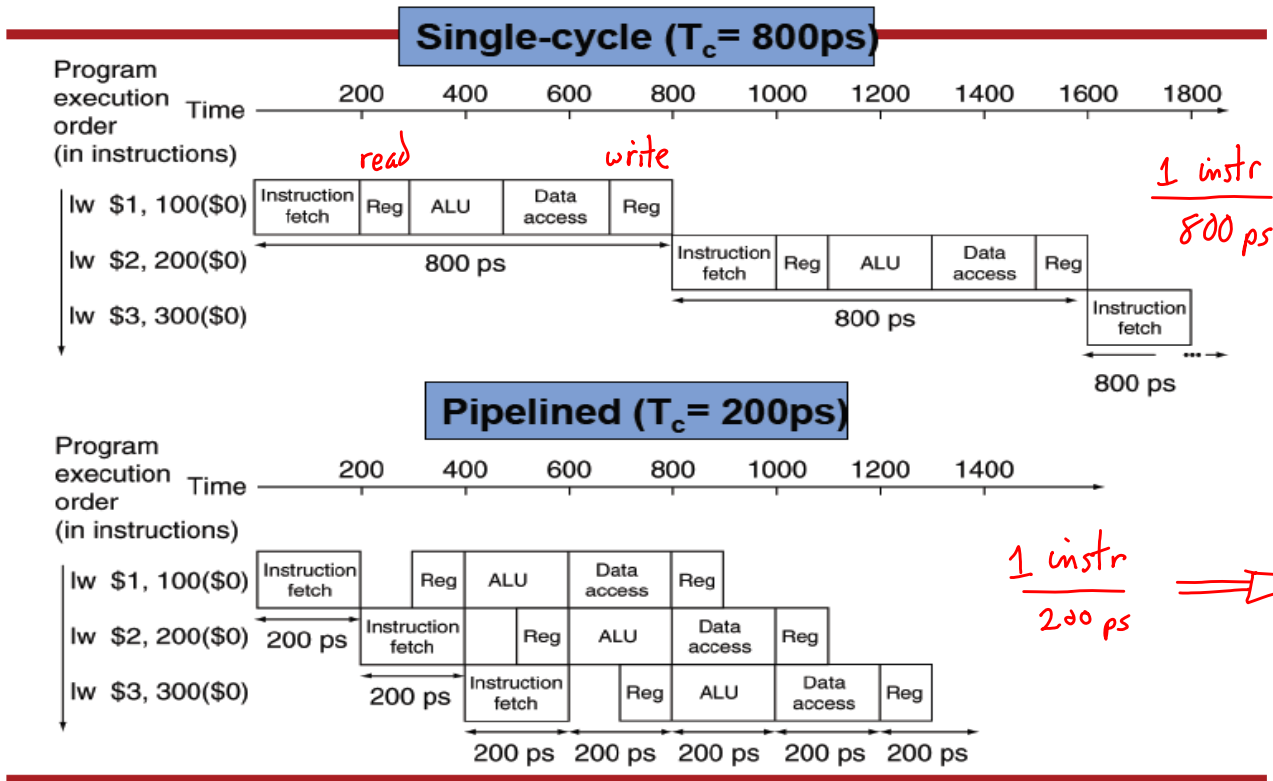 Single-cycle (Tc= 800ps)
Program
execution
order
(in instructions)
Time
200 400 600 800 1000 1200 1400 1600 1800
read write
1 instr
800 ps
lw $1, 100($0)
Instruction fetch Reg ALU Data access Reg
800 ps
lw $2, 200($0)
Instruction fetch Reg ALU Data access Reg
800 ps
lw $3, 300($0)
Instruction fetch
...
800 ps
Pipelined (Tc= 200ps)
Program
execution
order
(in instructions)
Time
200 400 600 800 1000 1200 1400
1 instr
200 ps
lw $1, 100($0)
Instruction fetch Reg ALU Data access Reg
200 ps
lw $2, 200($0)
Instruction fetch Reg ALU Data access Reg
200 ps
lw $3, 300($0)
Instruction fetch Reg ALU Data access Reg
200 ps 200 ps 200 ps 200 ps 200 ps